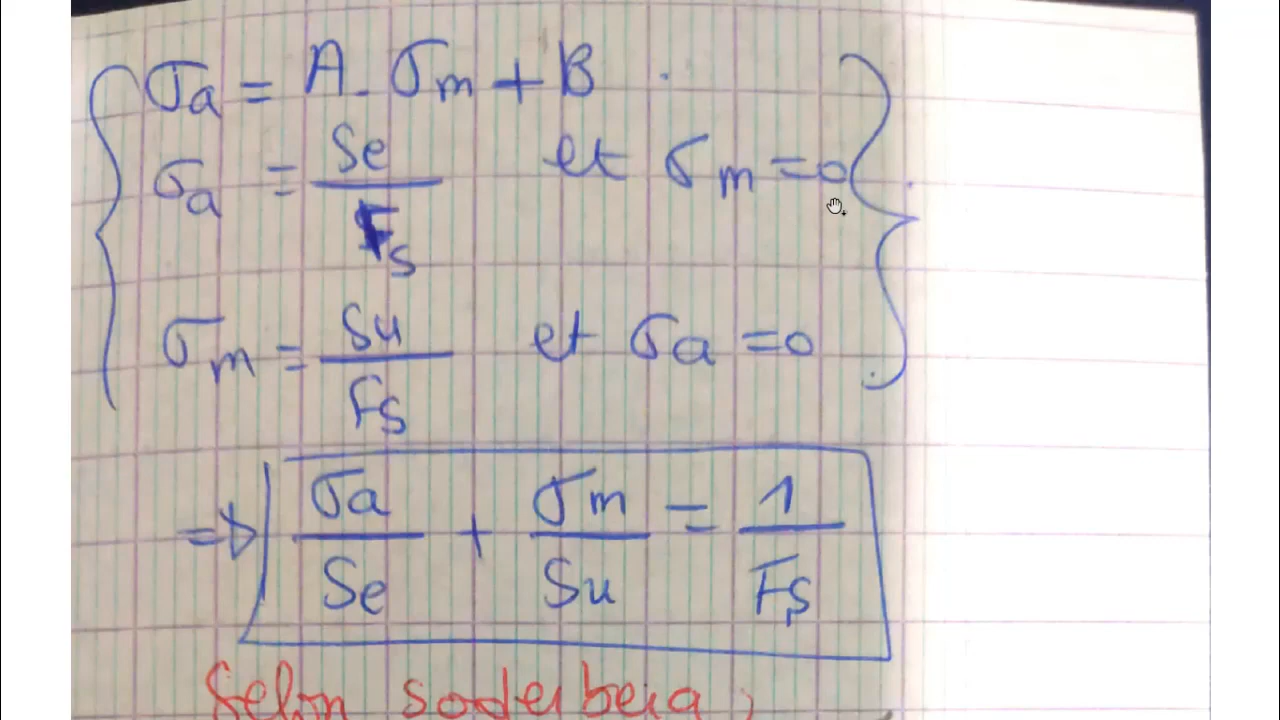 σa = A. σm + B
σa = Se / Fs et σm = 0
σm = Su / Fs et σa = 0
=> σa / Se + σm / Su = 1 / Fs
Selon soderberg,